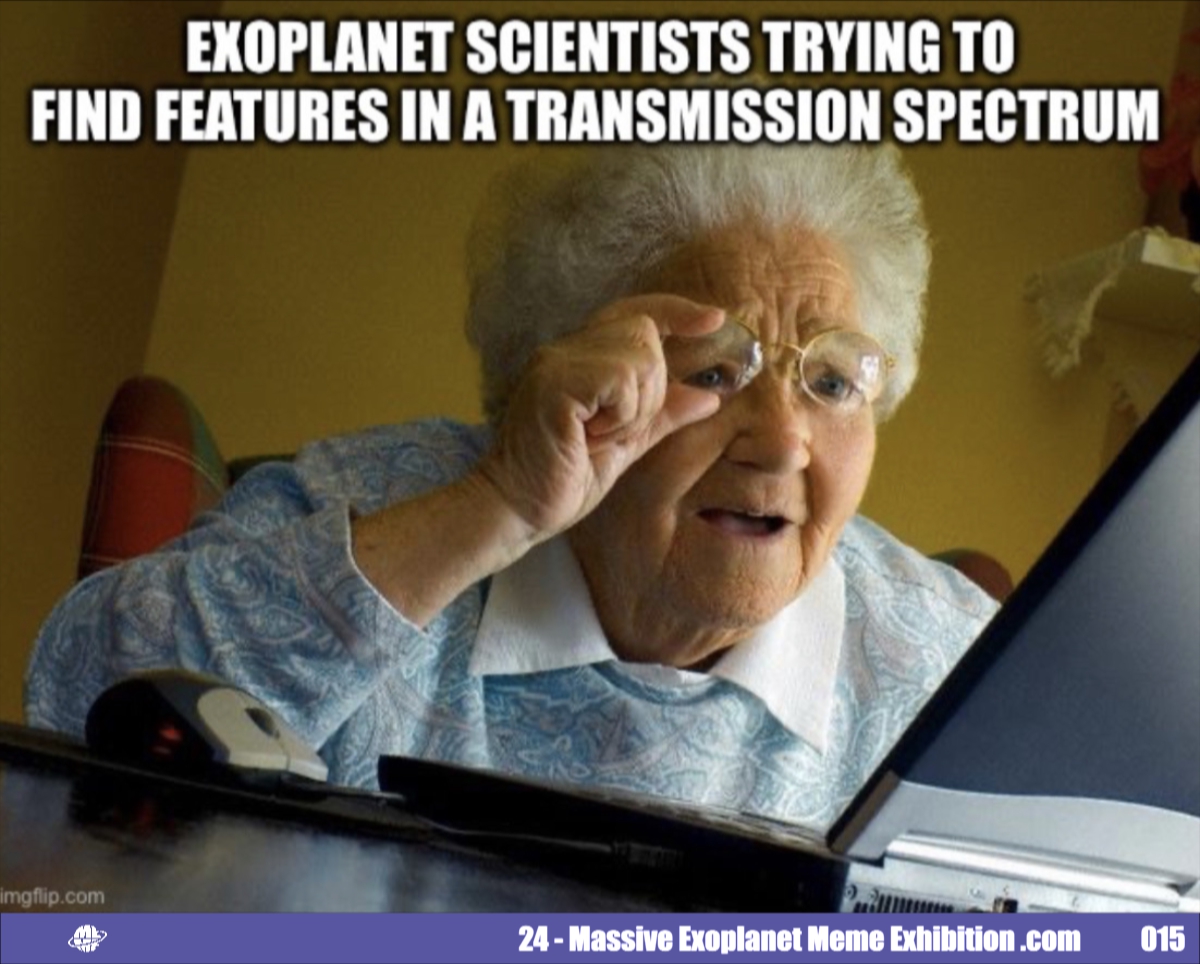 EXOPLANET SCIENTISTS TRYING TO
FIND FEATURES IN A TRANSMISSION SPECTRUM
imgflip.com
24 - Massive Exoplanet Meme Exhibition .com 015